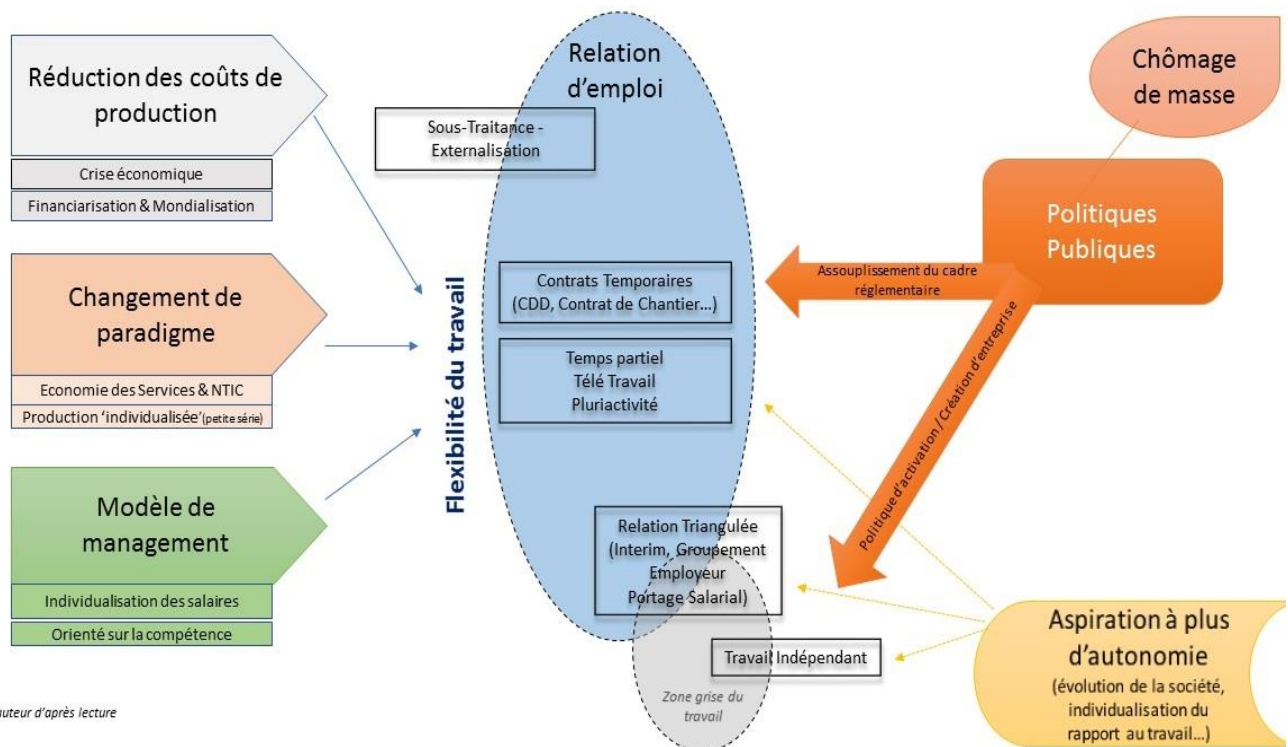 Réduction des coûts de
production
Crise économique
Financiarisation & Mondialisation
Changement de
paradigme
Economie des Services & NTIC
Production ‘individualisée’(petite série)
Modèle de
management
Individualisation des salaires
Orienté sur la compétence
uteur d’après lecture
Flexibilité du travail
Relation
d’emploi
Sous-Traitance -
Externalisation
Contrats Temporaires
(CDD, Contrat de Chantier…)
Temps partiel
Télé Travail
Pluriactivité
Relation Triangulée
(Interim, Groupement
Employeur
Portage Salarial)
Travail Indépendant
Zone grise du
travail
Chômage
de masse
Politiques
Publiques
Assouplissement du cadre
réglementaire
Politique d’activation / Création d’entreprise
Aspiration à plus
d’autonomie
(évolution de la société,
individualisation du
rapport au travail…)